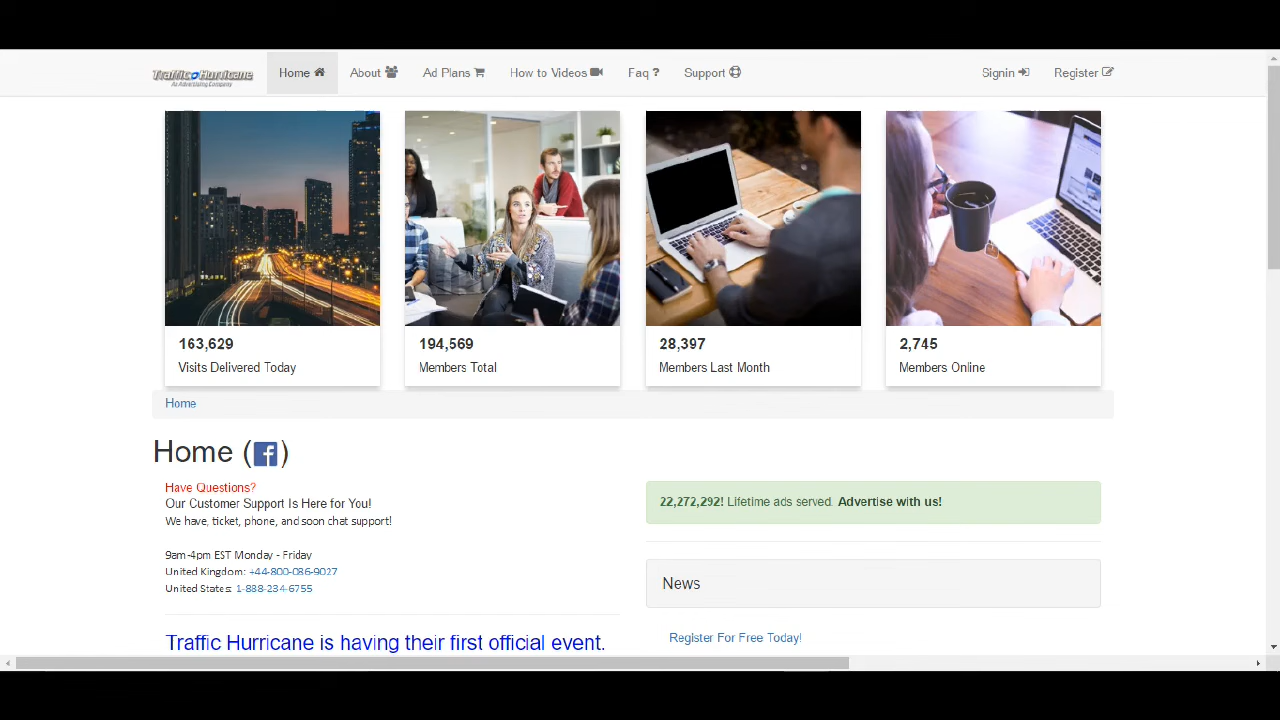 Traffic Hurricane
An Advertising Company
Home
About
Ad Plans
How to Videos
Faq ?
Support
Signin
Register
163,629
Visits Delivered Today
194,569
Members Total
28,397
Members Last Month
2,745
Members Online
Home
Home (f)
Have Questions?
Our Customer Support Is Here for You!
We have, ticket, phone, and soon chat support!
9am-4pm EST Monday - Friday
United Kingdom: +44-800-086-9027
United States: 1-888-234-6755
Traffic Hurricane is having their first official event.
22,272,292! Lifetime ads served. Advertise with us!
News
Register For Free Today!